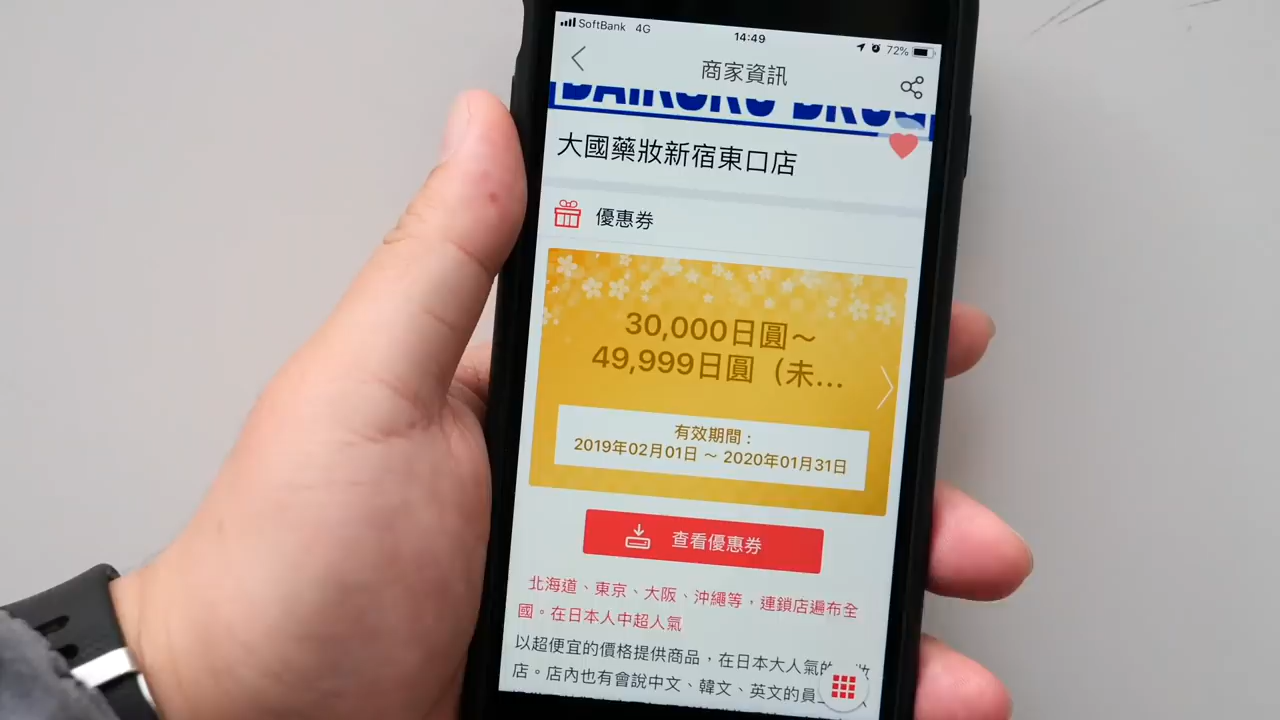 SoftBank 4G 14:49 72%
商家資訊
DAIKOKU DRUG
大國藥妝新宿東口店
優惠券
30,000日圓～
49,999日圓（未...
有效期間：
2019年02月01日 ～ 2020年01月31日
查看優惠券
北海道、東京、大阪、沖繩等，連鎖店遍布全
國。在日本人中超人氣
以超便宜的價格提供商品，在日本大人氣的 妝
店。店內也有會說中文、韓文、英文的員